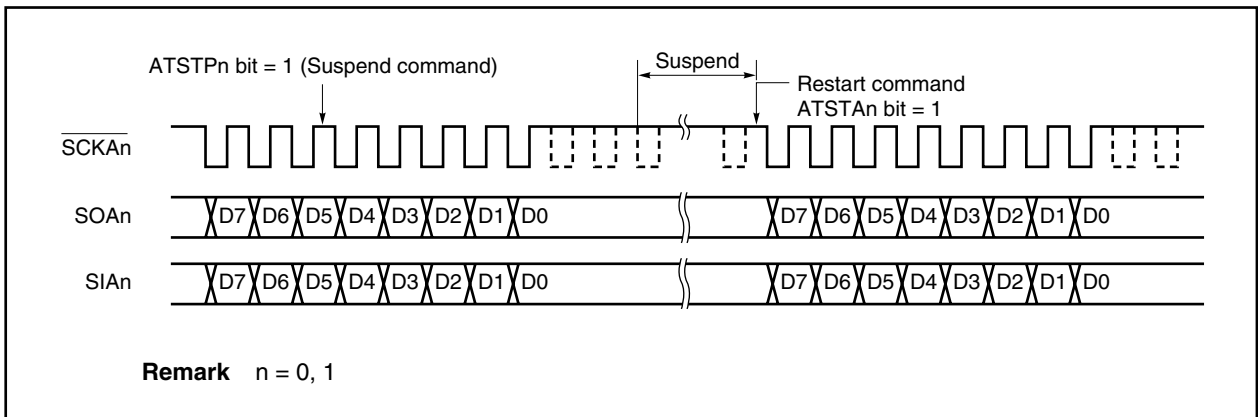 Suspend
ATSTPn bit = 1 (Suspend command)
Restart command
ATSTAn bit = 1
SCKAn
SOAn D7 D6 D5 D4 D3 D2 D1 D0 D7 D6 D5 D4 D3 D2 D1 D0
SIAn D7 D6 D5 D4 D3 D2 D1 D0 D7 D6 D5 D4 D3 D2 D1 D0
Remark n = 0, 1